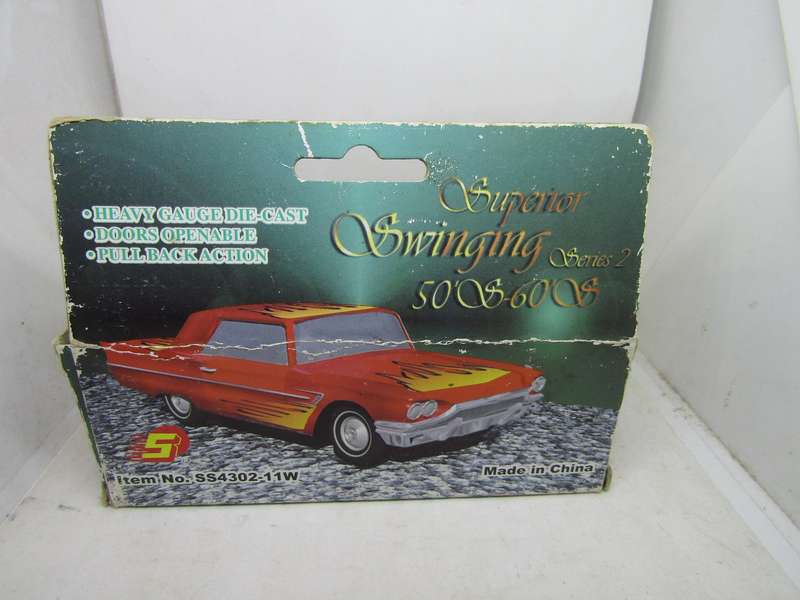 • HEAVY GAUGE DIE-CAST
• DOORS OPENABLE
• PULL BACK ACTION
Superior
Swinging Series 2
50'S-60'S
SS
Item No. SS4302-11W
Made in China